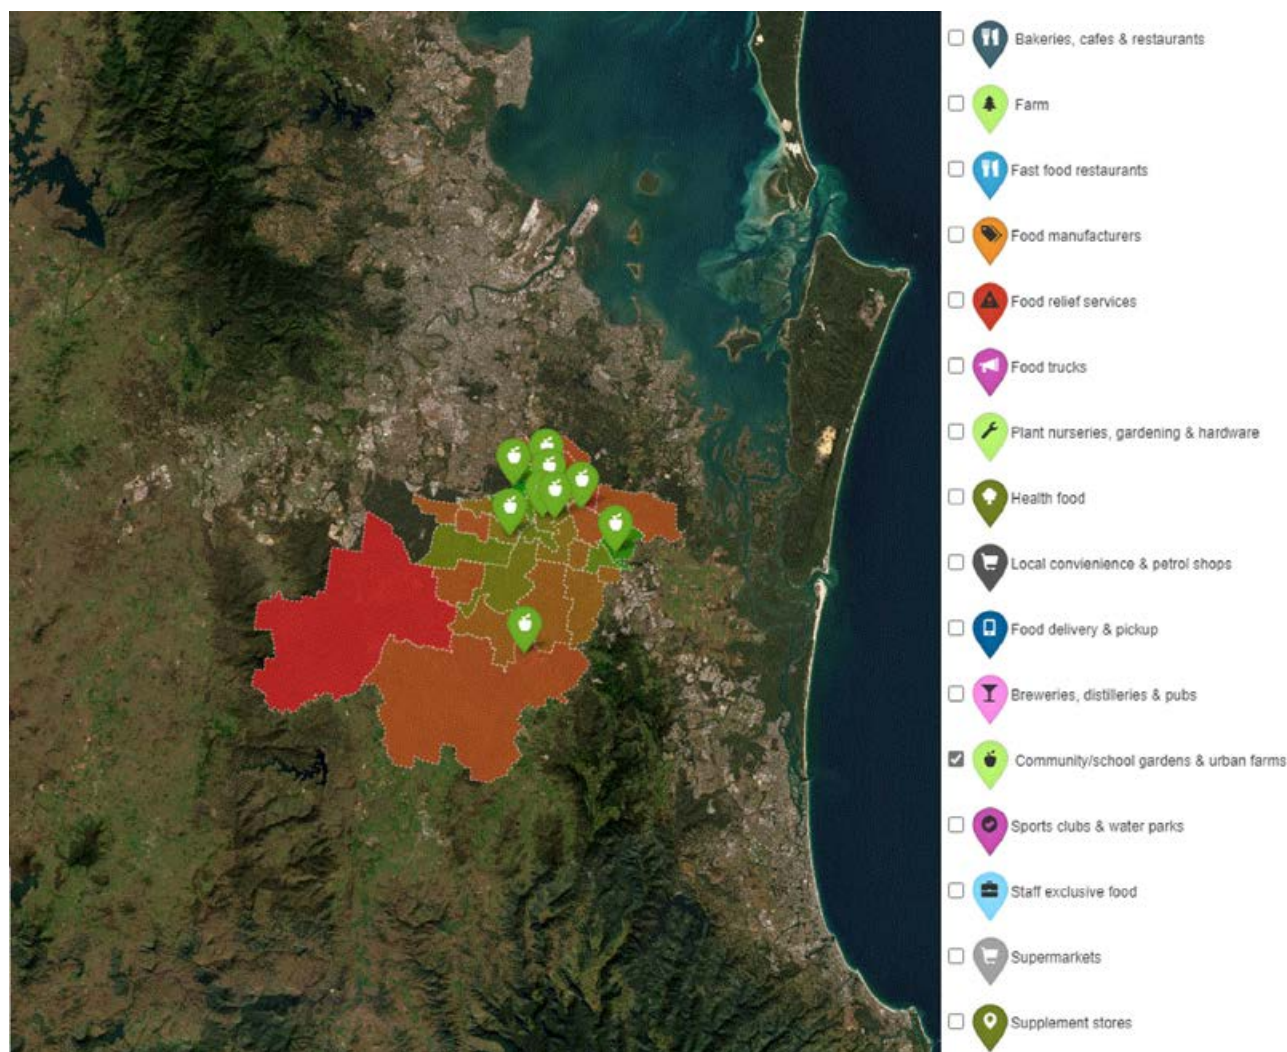 Bakeries, cafes & restaurants
Farm
Fast food restaurants
Food manufacturers
Food relief services
Food trucks
Plant nurseries, gardening & hardware
Health food
Local convienience & petrol shops
Food delivery & pickup
Breweries, distilleries & pubs
Community/school gardens & urban farms
Sports clubs & water parks
Staff exclusive food
Supermarkets
Supplement stores